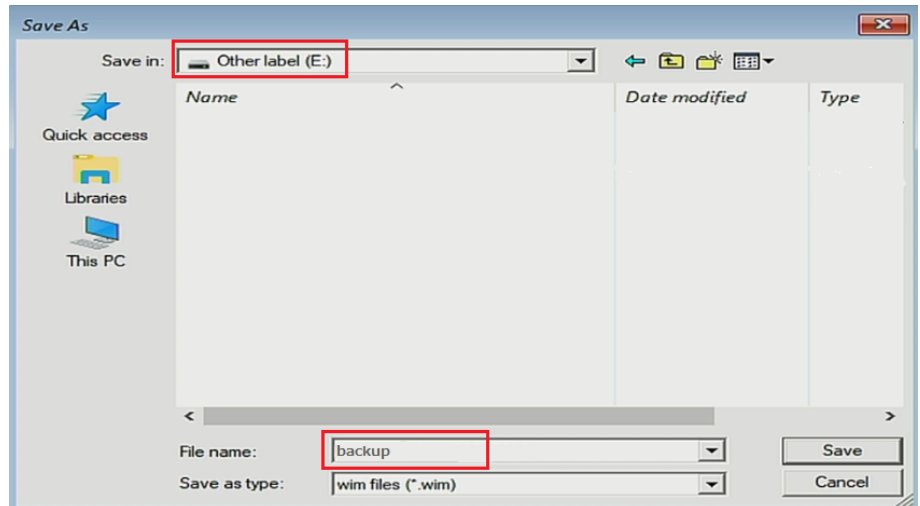 Save As
Save in: Other label (E:)
Name Date modified Type
Quick access
Libraries
This PC
File name: backup Save
Save as type: wim files (*.wim) Cancel